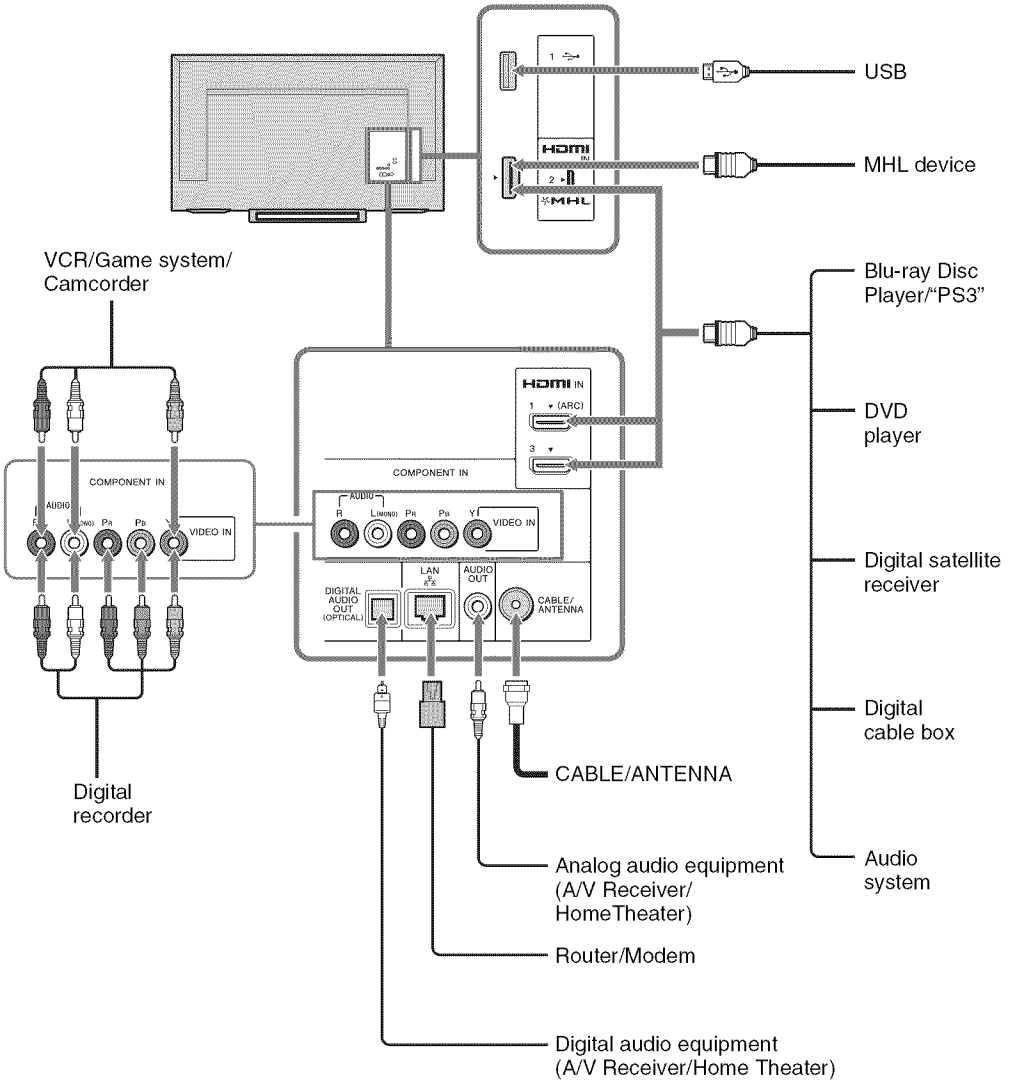 1
USB
HDMI
IN
2
MHL
MHL device
VCR/Game system/
Camcorder
Blu-ray Disc
Player/“PS3”
HDMI IN
1 (ARC)
3
DVD
player
COMPONENT IN
AUDIO
R L(MONO) PR PB Y
VIDEO IN
COMPONENT IN
AUDIO
PR PB
VIDEO IN
DIGITAL
AUDIO
OUT
(OPTICAL)
LAN
AUDIO
OUT
CABLE/
ANTENNA
Digital satellite
receiver
Digital
cable box
CABLE/ANTENNA
Digital
recorder
Audio
system
Analog audio equipment
(A/V Receiver/
HomeTheater)
Router/Modem
Digital audio equipment
(A/V Receiver/Home Theater)